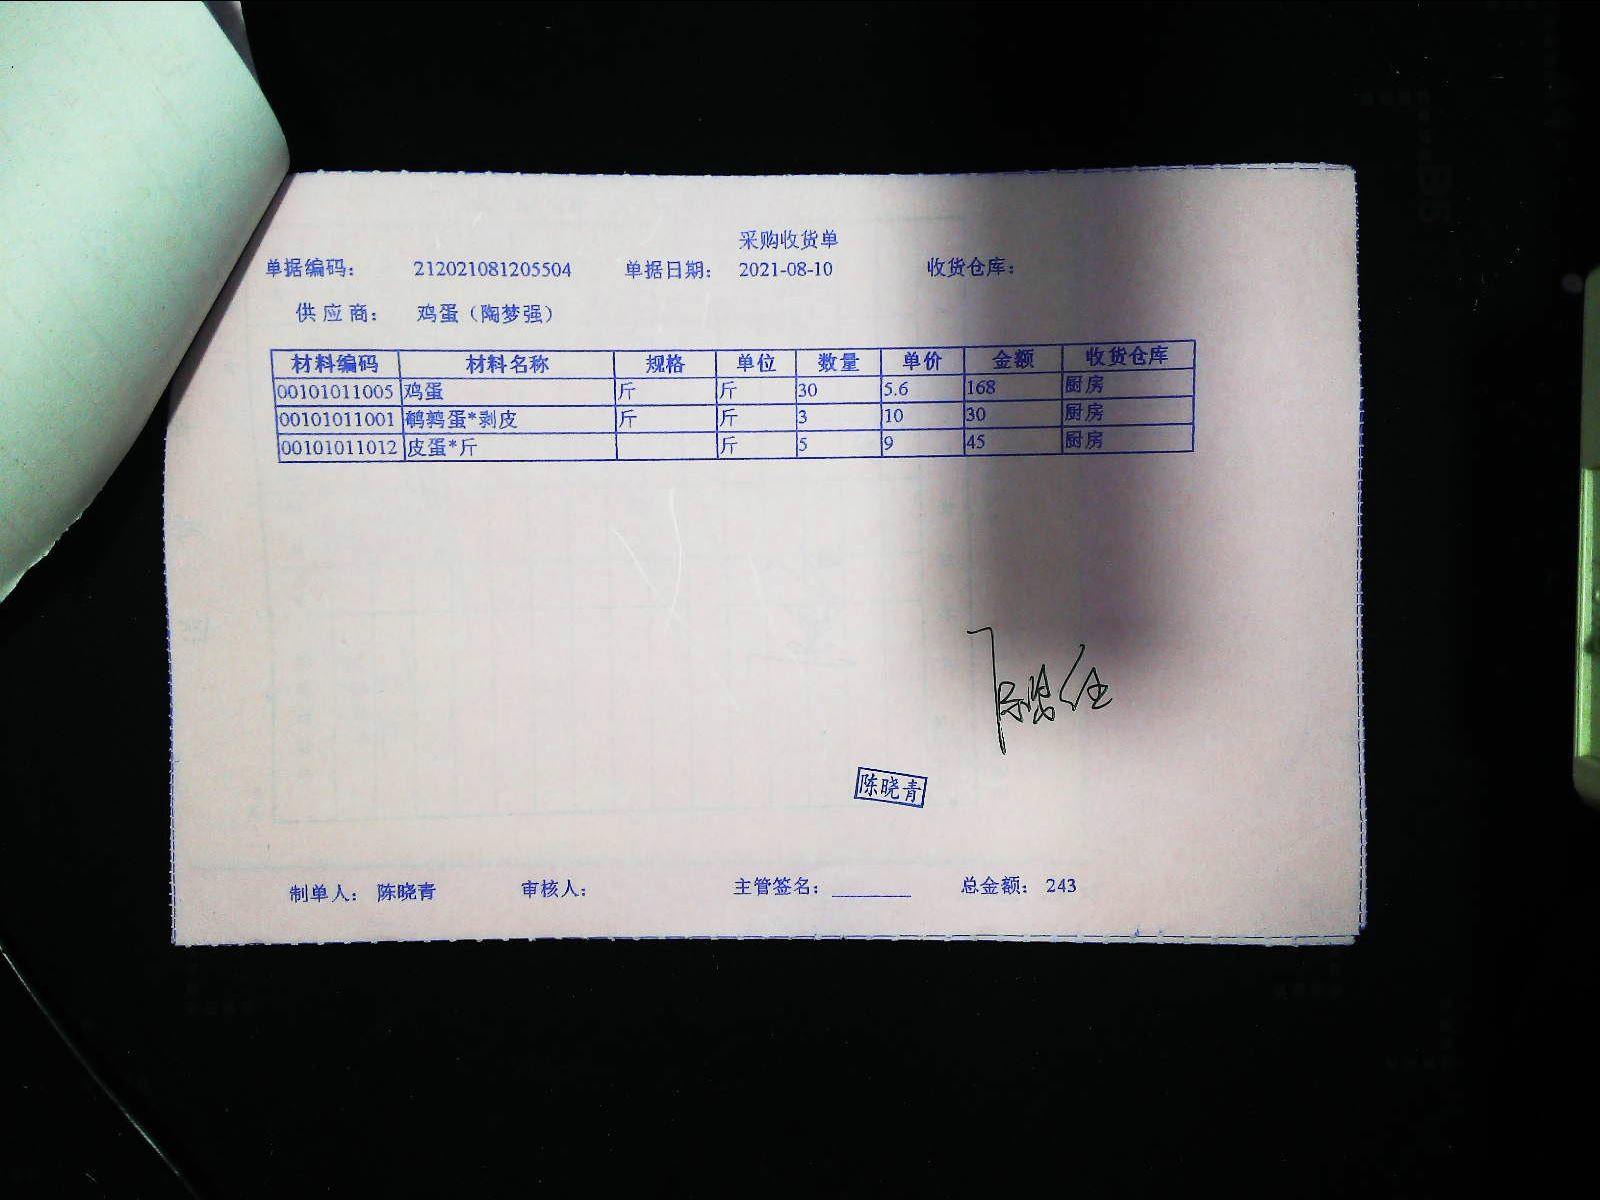 采购收货单
单据编码： 212021081205504 单据日期： 2021-08-10 收货仓库：
供应商： 鸡蛋（陶梦强）
材料编码 材料名称 规格 单位 数量 单价 金额 收货仓库
00101011005 鸡蛋 斤 斤 30 5.6 168 厨房
00101011001 鹌鹑蛋*剥皮 斤 斤 3 10 30 厨房
00101011012 皮蛋*斤 斤 5 9 45 厨房
陈晓青
制单人： 陈晓青 审核人： 主管签名：________ 总金额： 243